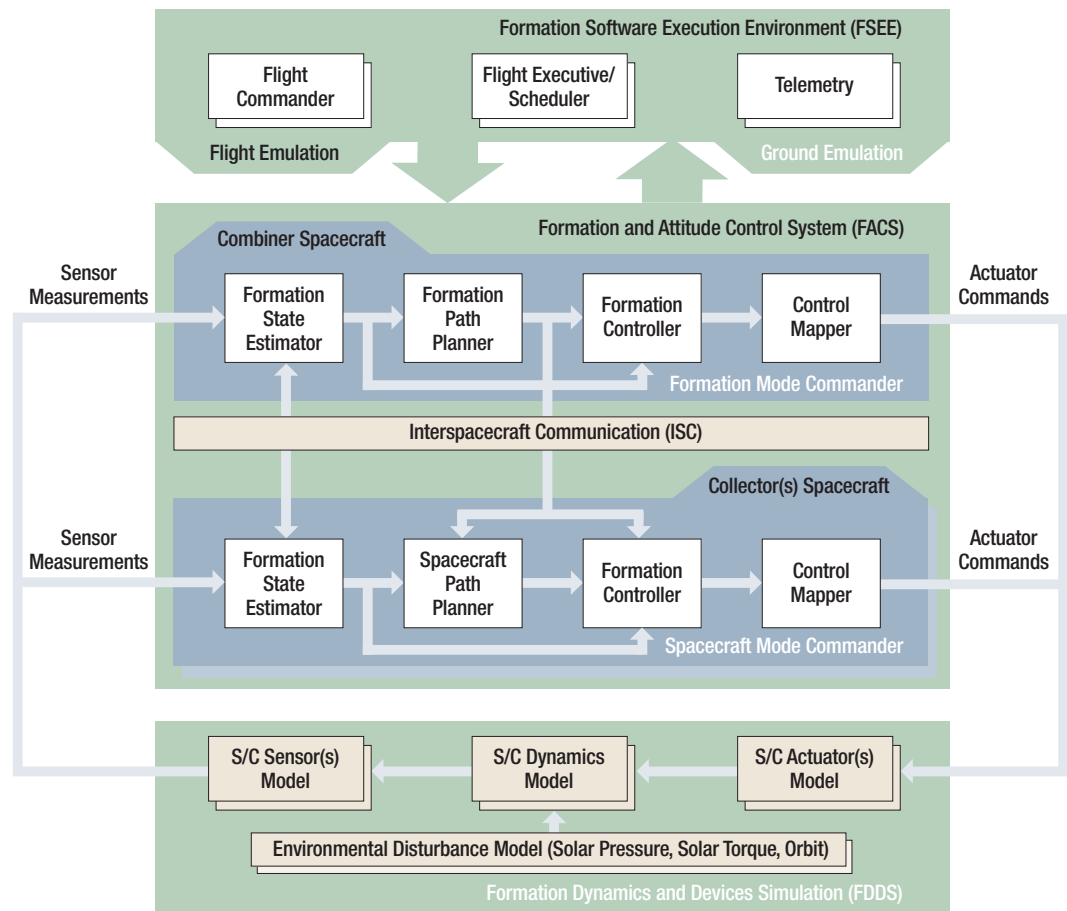 Formation Software Execution Environment (FSEE)
Flight
Commander
Flight Executive/
Scheduler
Telemetry
Flight Emulation
Ground Emulation
Formation and Attitude Control System (FACS)
Combiner Spacecraft
Sensor
Measurements
Formation
State
Estimator
Formation
Path
Planner
Formation
Controller
Control
Mapper
Actuator
Commands
Formation Mode Commander
Interspacecraft Communication (ISC)
Collector(s) Spacecraft
Sensor
Measurements
Formation
State
Estimator
Spacecraft
Path
Planner
Formation
Controller
Control
Mapper
Actuator
Commands
Spacecraft Mode Commander
S/C Sensor(s)
Model
S/C Dynamics
Model
S/C Actuator(s)
Model
Environmental Disturbance Model (Solar Pressure, Solar Torque, Orbit)
Formation Dynamics and Devices Simulation (FDDS)